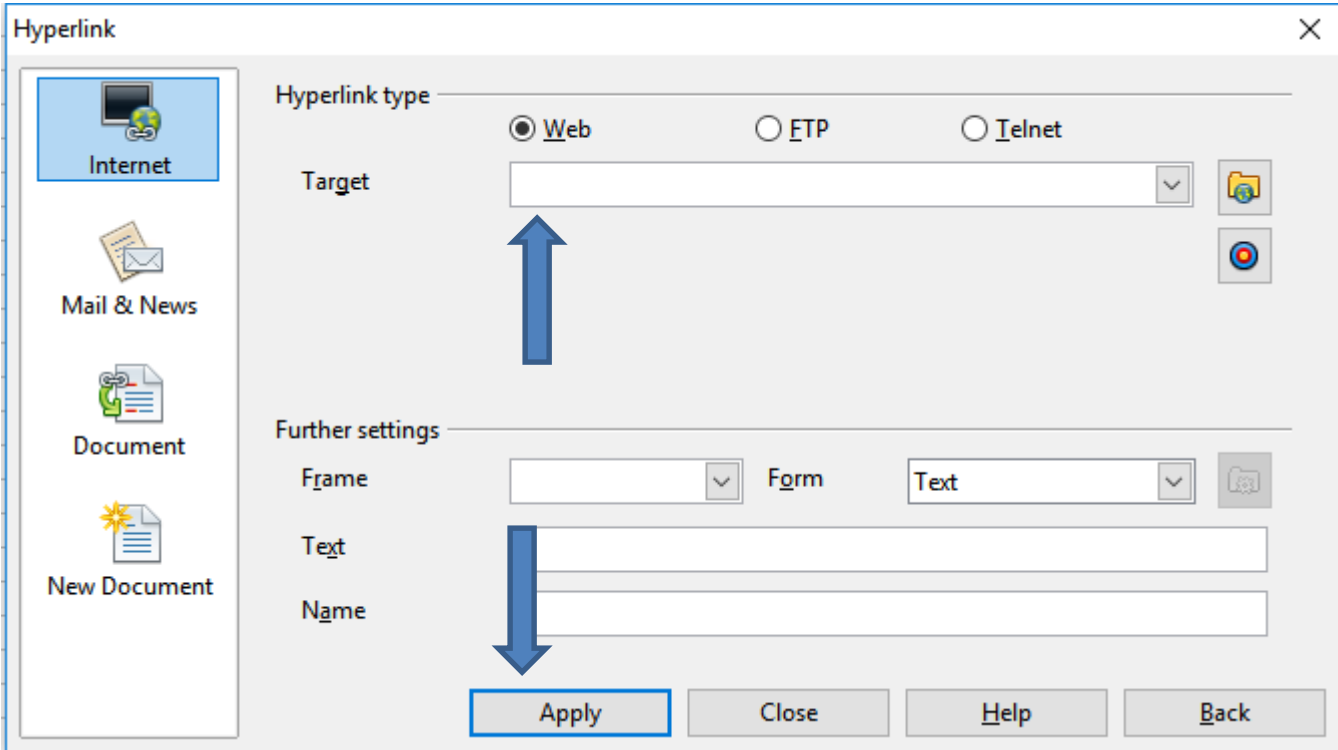 Hyperlink
Internet
Mail & News
Document
New Document
Hyperlink type
Web FTP Telnet
Target
Further settings
Frame Form Text
Text
Name
Apply Close Help Back